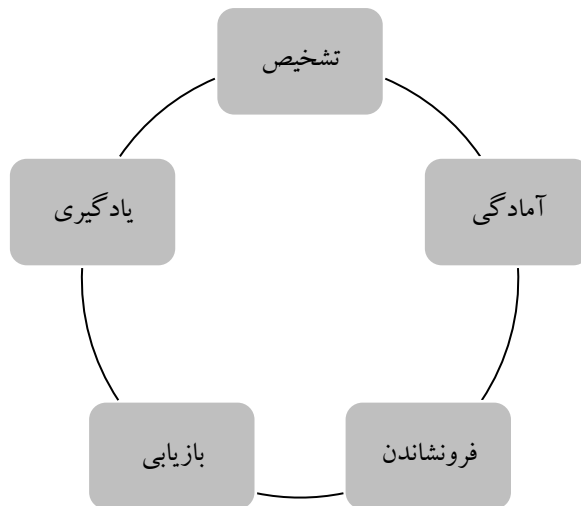 تشخیص
آمادگی
فرونشاندن
بازیابی
یادگیری